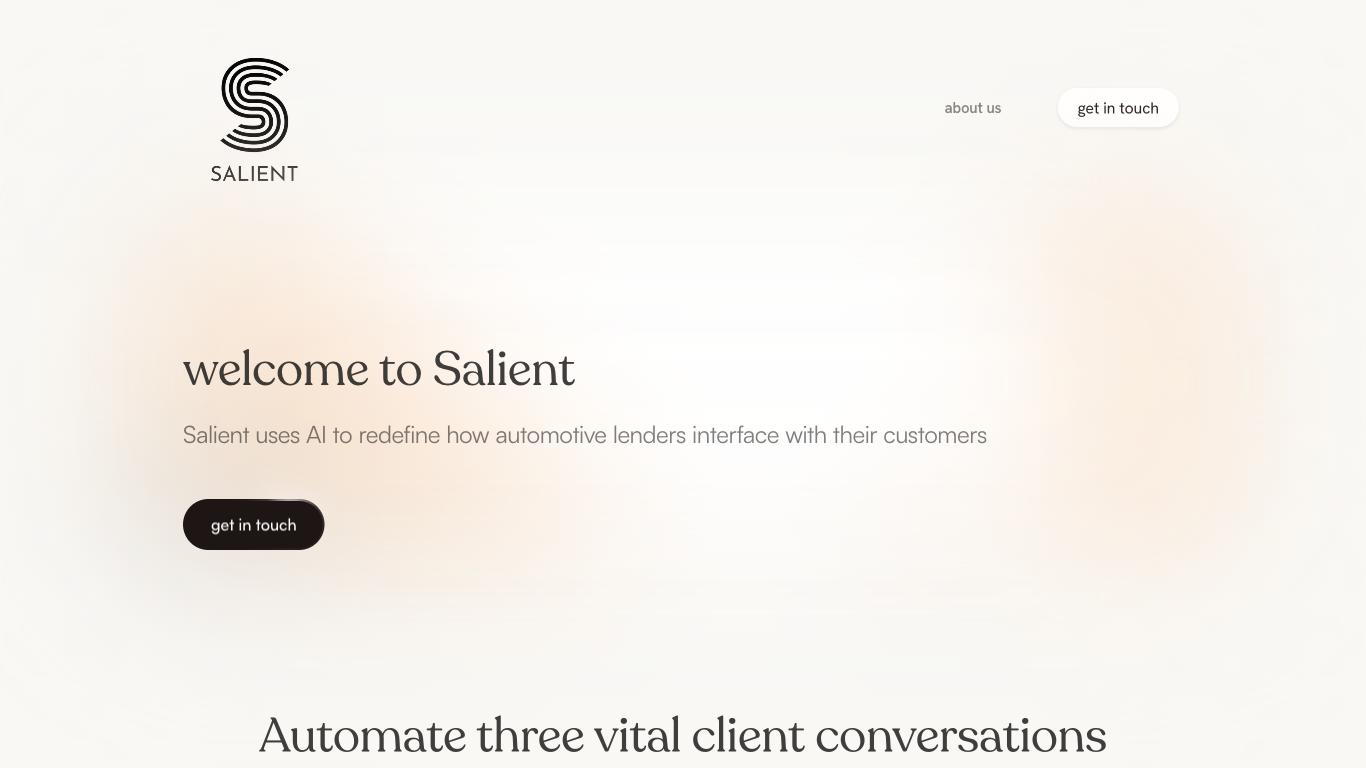 SALIENT
about us
get in touch
welcome to Salient
Salient uses AI to redefine how automotive lenders interface with their customers
get in touch
Automate three vital client conversations